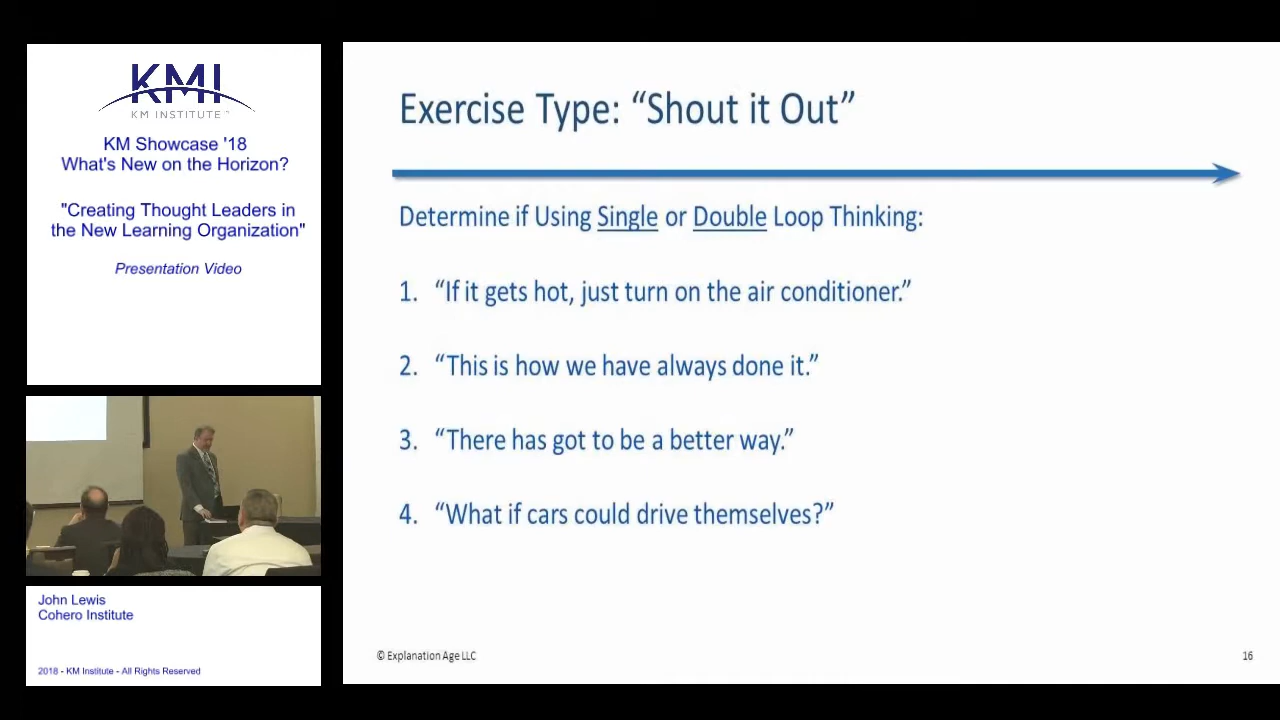 KMI
KM INSTITUTE
KM Showcase '18
What's New on the Horizon?
"Creating Thought Leaders in
the New Learning Organization"
Presentation Video
John Lewis
Cohero Institute
2018 - KM Institute - All Rights Reserved
Exercise Type: “Shout it Out”
Determine if Using Single or Double Loop Thinking:
1. “If it gets hot, just turn on the air conditioner.”
2. “This is how we have always done it.”
3. “There has got to be a better way.”
4. “What if cars could drive themselves?”
© Explanation Age LLC
16